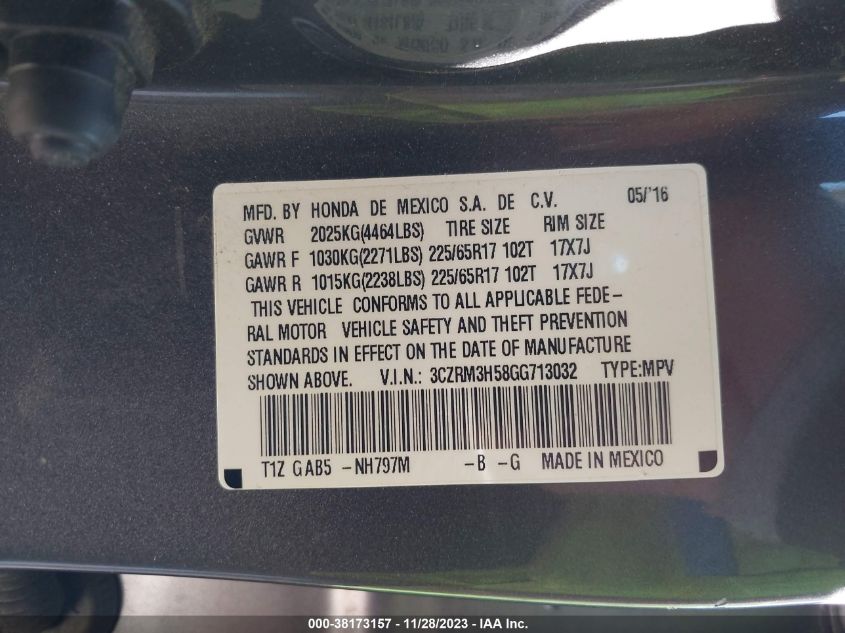 MFD. BY HONDA DE MEXICO S.A. DE C.V. 05/'16
GVWR 2025KG(4464LBS) TIRE SIZE RIM SIZE
GAWR F 1030KG(2271LBS) 225/65R17 102T 17X7J
GAWR R 1015KG(2238LBS) 225/65R17 102T 17X7J
THIS VEHICLE CONFORMS TO ALL APPLICABLE FEDE-
RAL MOTOR VEHICLE SAFETY AND THEFT PREVENTION
STANDARDS IN EFFECT ON THE DATE OF MANUFACTURE
SHOWN ABOVE. V.I.N.: 3CZRM3H58GG713032 TYPE:MPV
T1Z GAB5 -NH797M -B -G MADE IN MEXICO
000-38173157 - 11/28/2023 - IAA Inc.